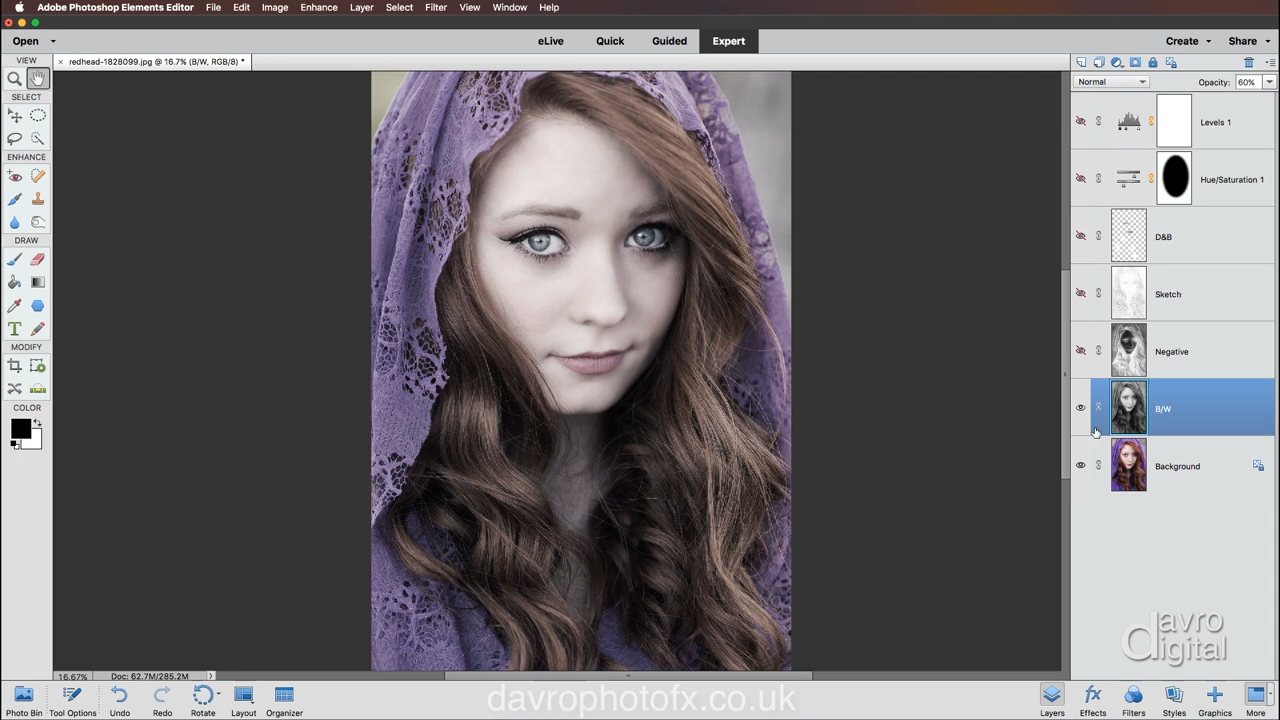 Adobe Photoshop Elements Editor File Edit Image Enhance Layer Select Filter View Window Help
Open eLive Quick Guided Expert Create Share
VIEW
× redhead-1828099.jpg @ 16.7% (B/W, RGB/8) *
Normal Opacity: 60%
SELECT
Levels 1
ENHANCE
Hue/Saturation 1
DRAW
D&B
Sketch
T
MODIFY
Negative
COLOR
B/W
Background
davro
digital
16.67% Doc: 62.7M/285.2M
davrophotofx.co.uk
Photo Bin Tool Options Undo Redo Rotate Layout Organizer Layers Effects Filters Styles Graphics More
fx